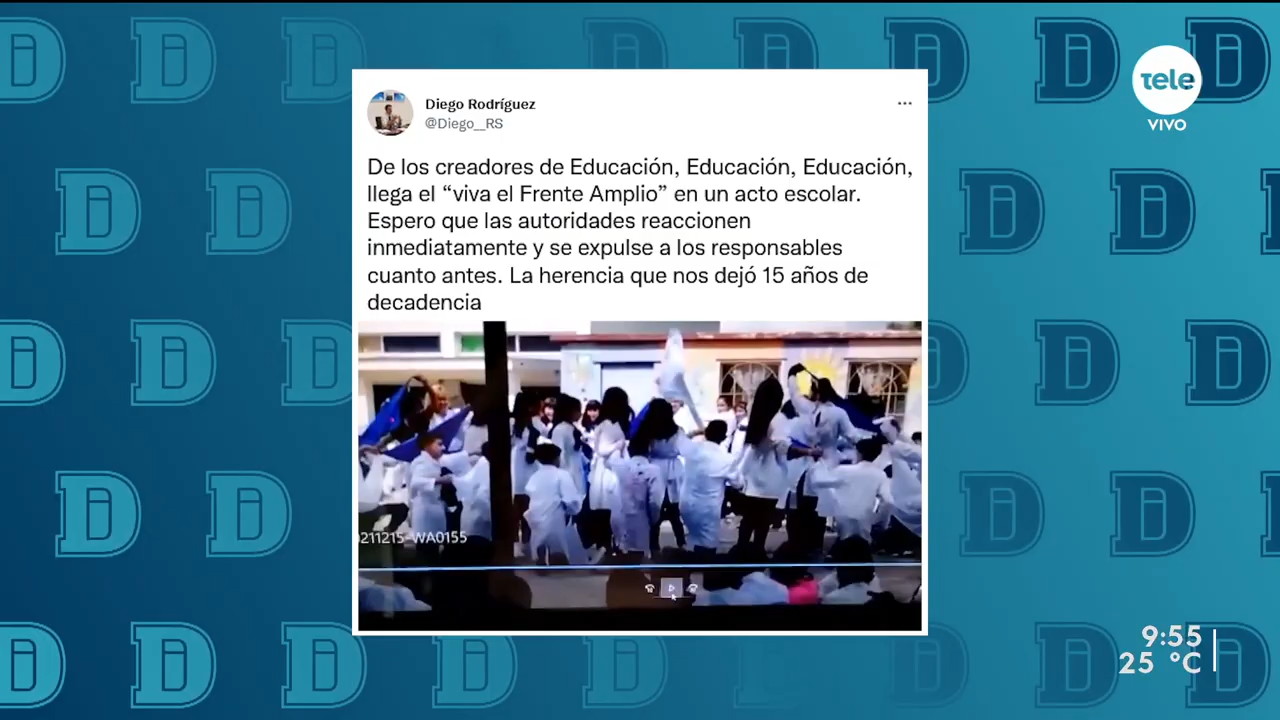 Diego Rodríguez
@Diego__RS
De los creadores de Educación, Educación, Educación,
llega el “viva el Frente Amplio” en un acto escolar.
Espero que las autoridades reaccionen
inmediatamente y se expulse a los responsables
cuanto antes. La herencia que nos dejó 15 años de
decadencia
211215-WA0155
tele
VIVO
9:55
25 °C